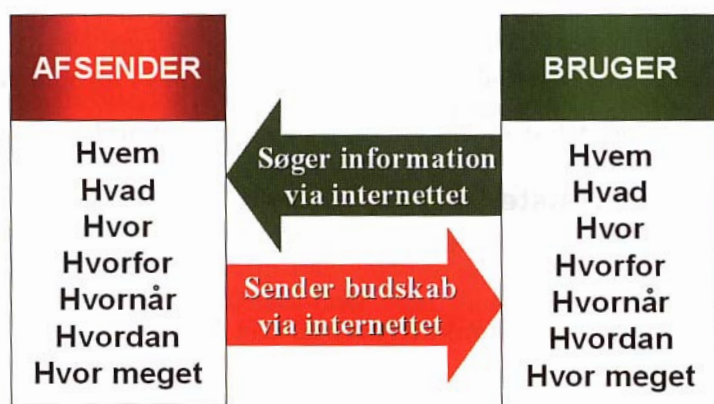 AFSENDER
Hvem
Hvad
Hvor
Hvorfor
Hvornår
Hvordan
Hvor meget
Søger information
via internettet
Sender budskab
via internettet
BRUGER
Hvem
Hvad
Hvor
Hvorfor
Hvornår
Hvordan
Hvor meget